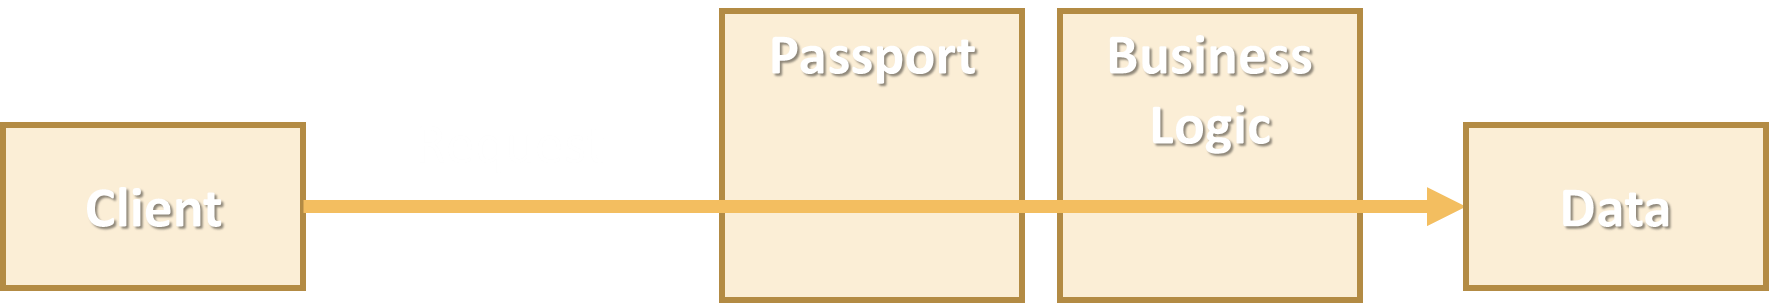 Client
Passport
Business
Logic
Data